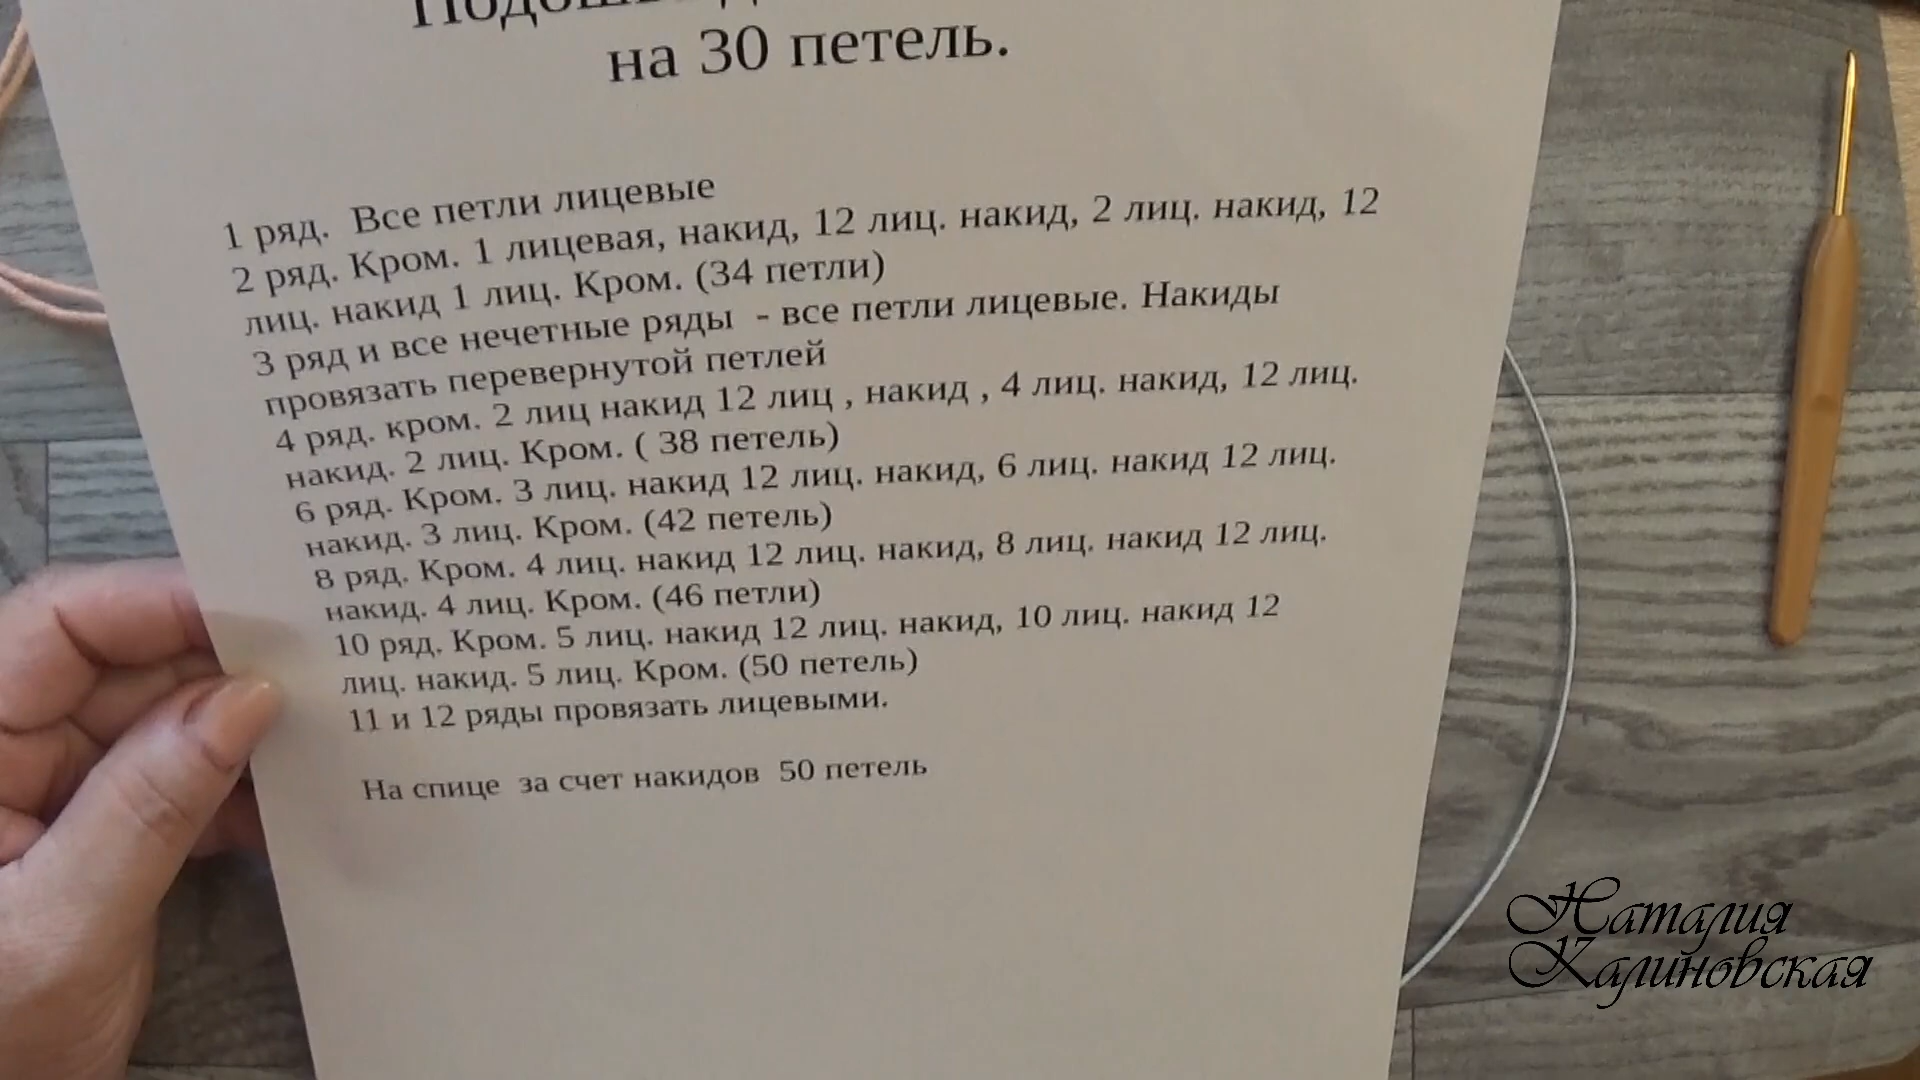 на 30 петель.
1 ряд. Все петли лицевые
2 ряд. Кром. 1 лицевая, накид, 12 лиц. накид, 2 лиц. накид, 12
лиц. накид 1 лиц. Кром. (34 петли)
3 ряд и все нечетные ряды - все петли лицевые. Накиды
провязать перевернутой петлей
4 ряд. кром. 2 лиц накид 12 лиц , накид , 4 лиц. накид, 12 лиц.
накид. 2 лиц. Кром. ( 38 петель)
6 ряд. Кром. 3 лиц. накид 12 лиц. накид, 6 лиц. накид 12 лиц.
накид. 3 лиц. Кром. (42 петель)
8 ряд. Кром. 4 лиц. накид 12 лиц. накид, 8 лиц. накид 12 лиц.
накид. 4 лиц. Кром. (46 петли)
10 ряд. Кром. 5 лиц. накид 12 лиц. накид, 10 лиц. накид 12
лиц. накид. 5 лиц. Кром. (50 петель)
11 и 12 ряды провязать лицевыми.
На спице за счет накидов 50 петель
Наталия
Калиновская